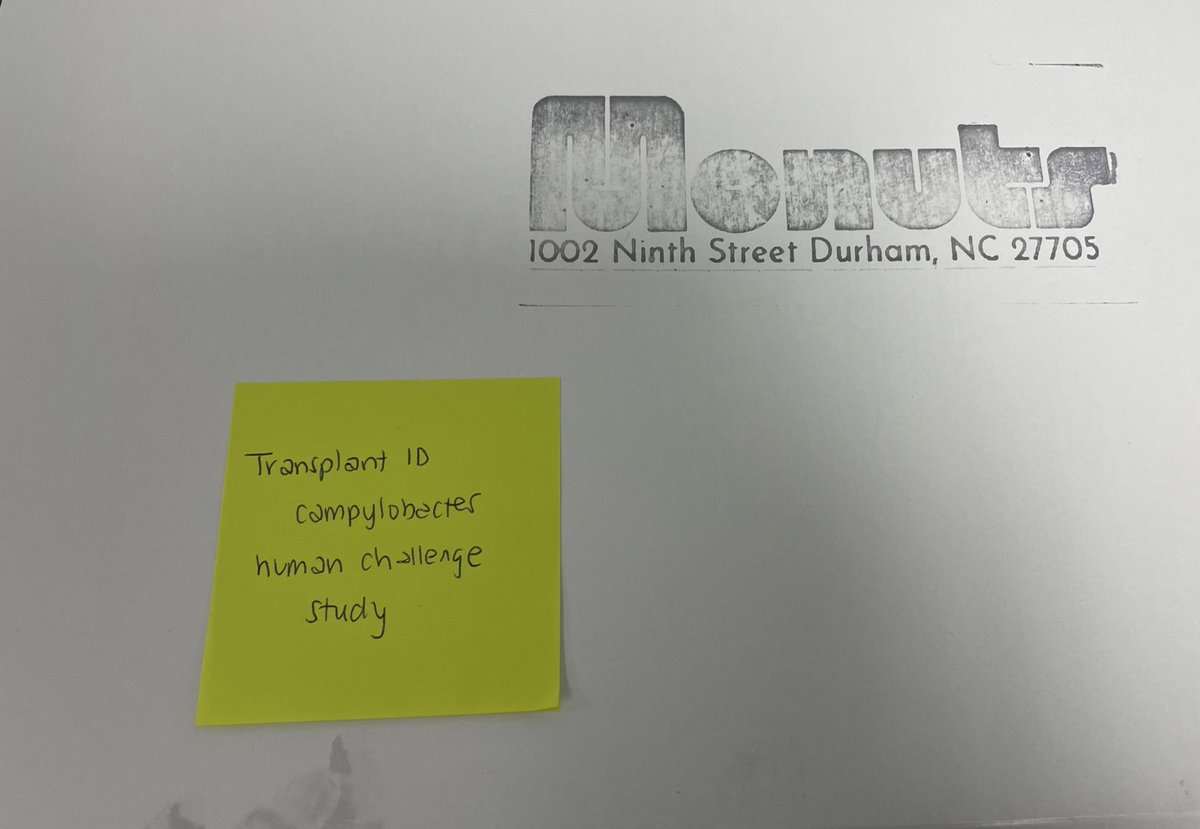 Monuts
1002 Ninth Street Durham, NC 27705
Transplant ID
campylobacter
human challenge
study